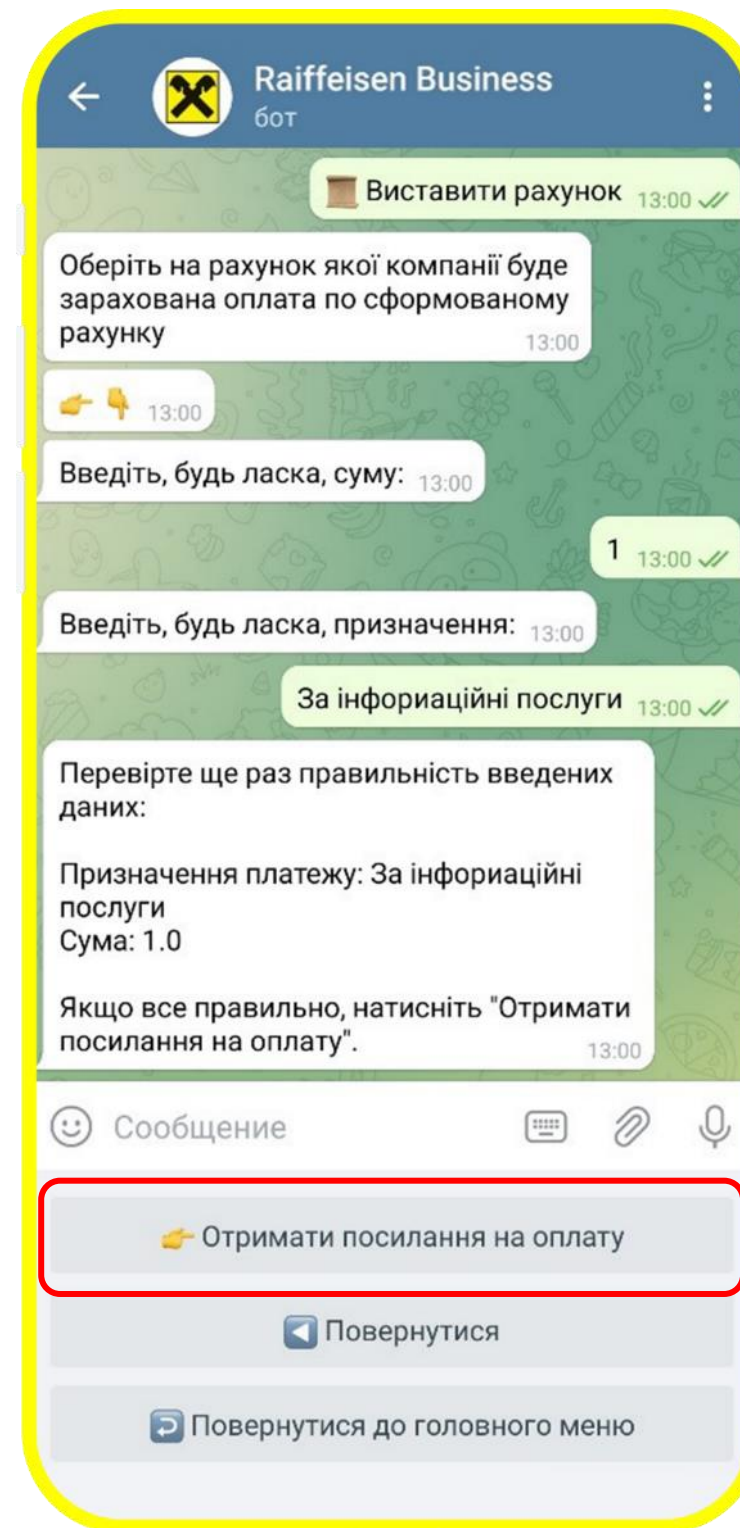 Raiffeisen Business
бот
Виставити рахунок 13:00
Оберіть на рахунок якої компанії буде
зарахована оплата по сформованому
рахунку 13:00
13:00
Введіть, будь ласка, суму: 13:00
1 13:00
Введіть, будь ласка, призначення: 13:00
За інфориаційні послуги 13:00
Перевірте ще раз правильність введених
даних:
Призначення платежу: За інфориаційні
послуги
Сума: 1.0
Якщо все правильно, натисніть "Отримати
посилання на оплату". 13:00
Сообщение
Отримати посилання на оплату
Повернутися
Повернутися до головного меню